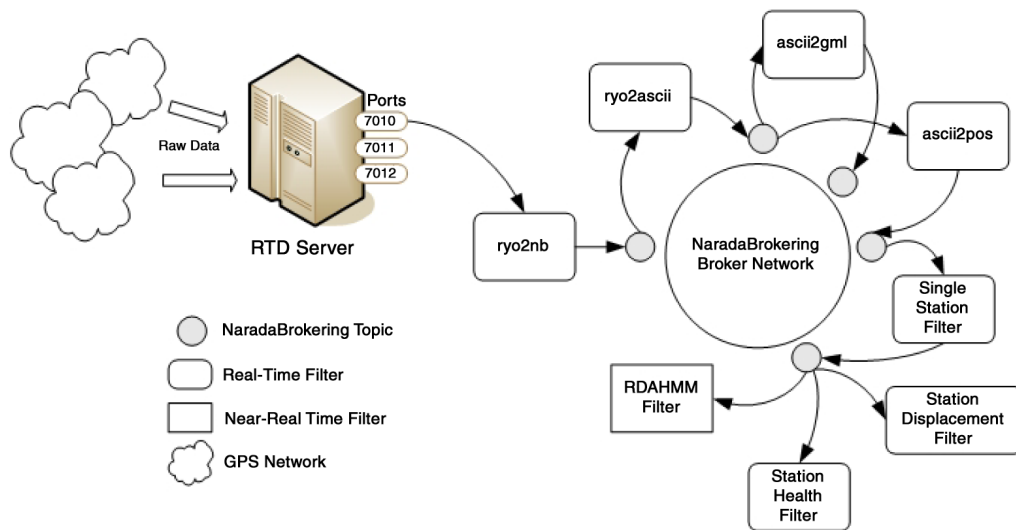 Raw Data
RTD Server
Ports
7010
7011
7012
ryo2nb
ryo2ascii
ascii2gml
ascii2pos
NaradaBrokering
Broker Network
Single
Station
Filter
RDAHMM
Filter
Station
Health
Filter
Station
Displacement
Filter
NaradaBrokering Topic
Real-Time Filter
Near-Real Time Filter
GPS Network